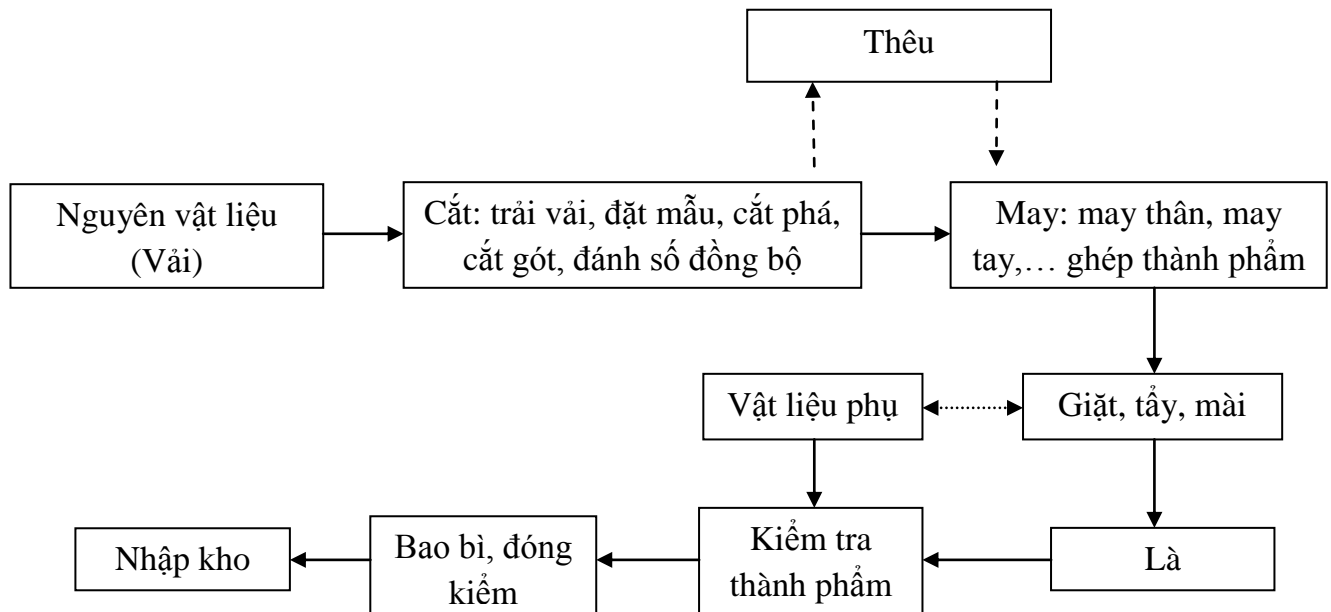 Thêu
Nguyên vật liệu
(Vải)
Cắt: trải vải, đặt mẫu, cắt phá,
cắt gót, đánh số đồng bộ
May: may thân, may
tay,… ghép thành phẩm
Vật liệu phụ
Giặt, tẩy, mài
Nhập kho
Bao bì, đóng
kiểm
Kiểm tra
thành phẩm
Là